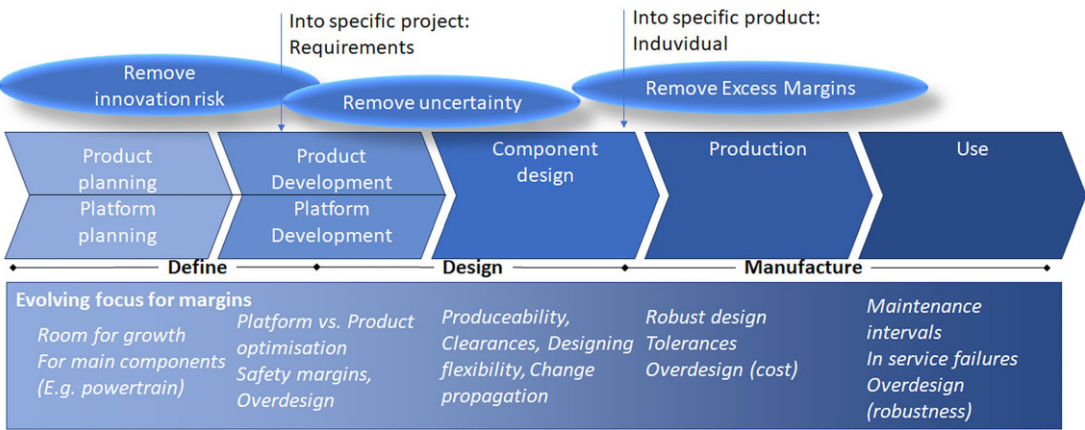 Into specific project:
Requirements
Into specific product:
Induvidual
Remove
innovation risk
Remove uncertainty
Remove Excess Margins
Product
planning
Platform
planning
Product
Development
Platform
Development
Component
design
Production
Use
Define
Design
Manufacture
Evolving focus for margins
Room for growth
For main components
(E.g. powertrain)
Platform vs. Product
optimisation
Safety margins,
Overdesign
Produceability,
Clearances, Designing
flexibility, Change
propagation
Robust design
Tolerances
Overdesign (cost)
Maintenance
intervals
In service failures
Overdesign
(robustness)